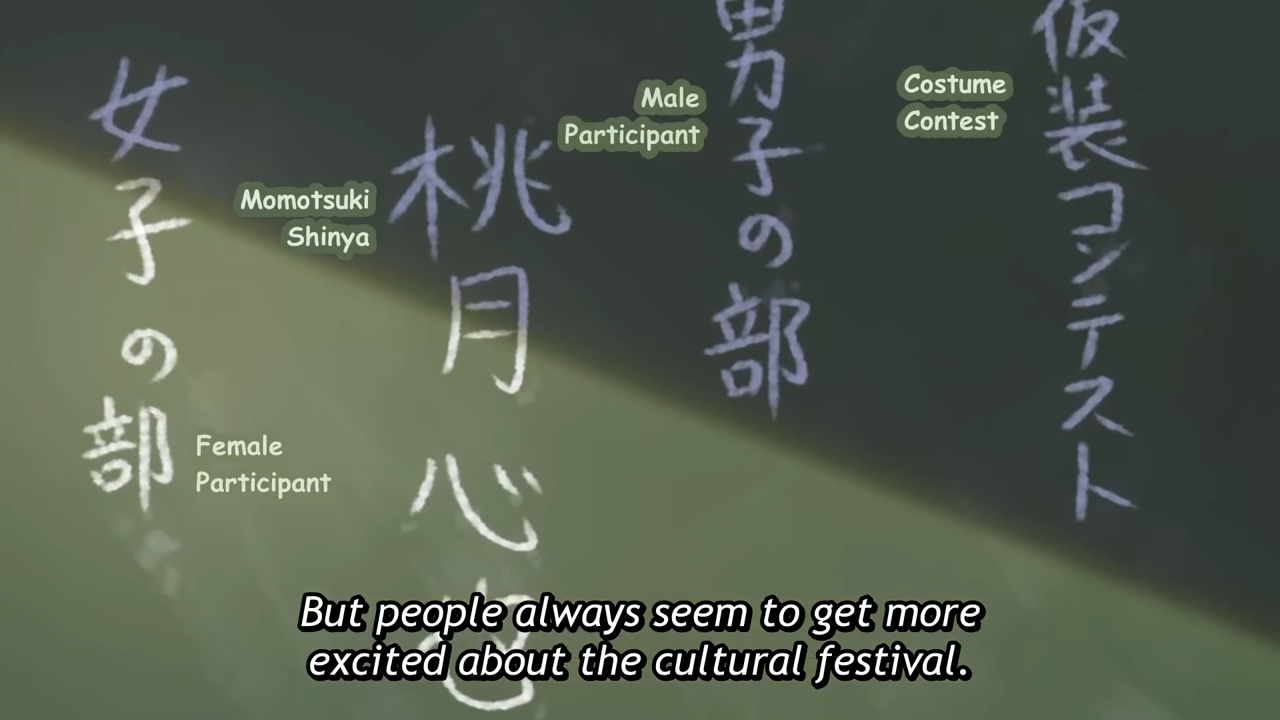 仮装コンテスト
Costume
Contest
男子の部
Male
Participant
桃月心也
Momotsuki
Shinya
女子の部
Female
Participant
But people always seem to get more
excited about the cultural festival.